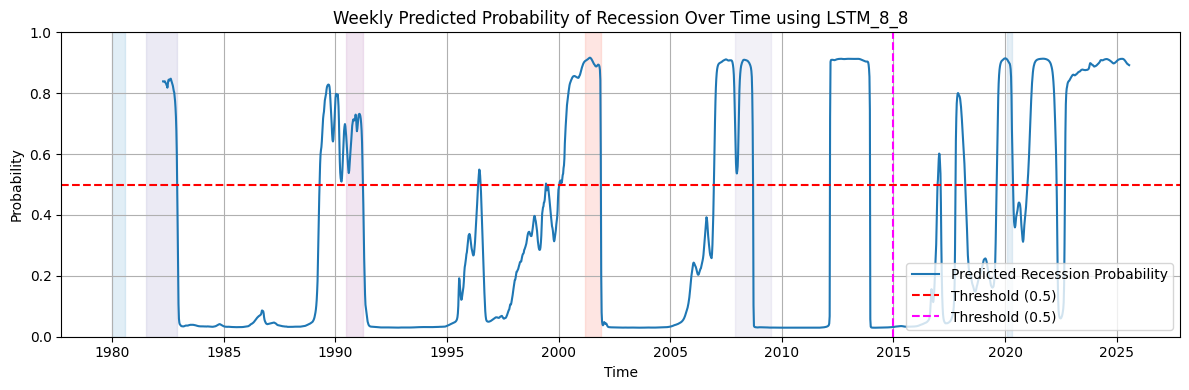 Weekly Predicted Probability of Recession Over Time using LSTM_8_8
Probability
1.0
0.8
0.6
0.4
0.2
0.0
Predicted Recession Probability
Threshold (0.5)
Threshold (0.5)
1980 1985 1990 1995 2000 2005 2010 2015 2020 2025
Time